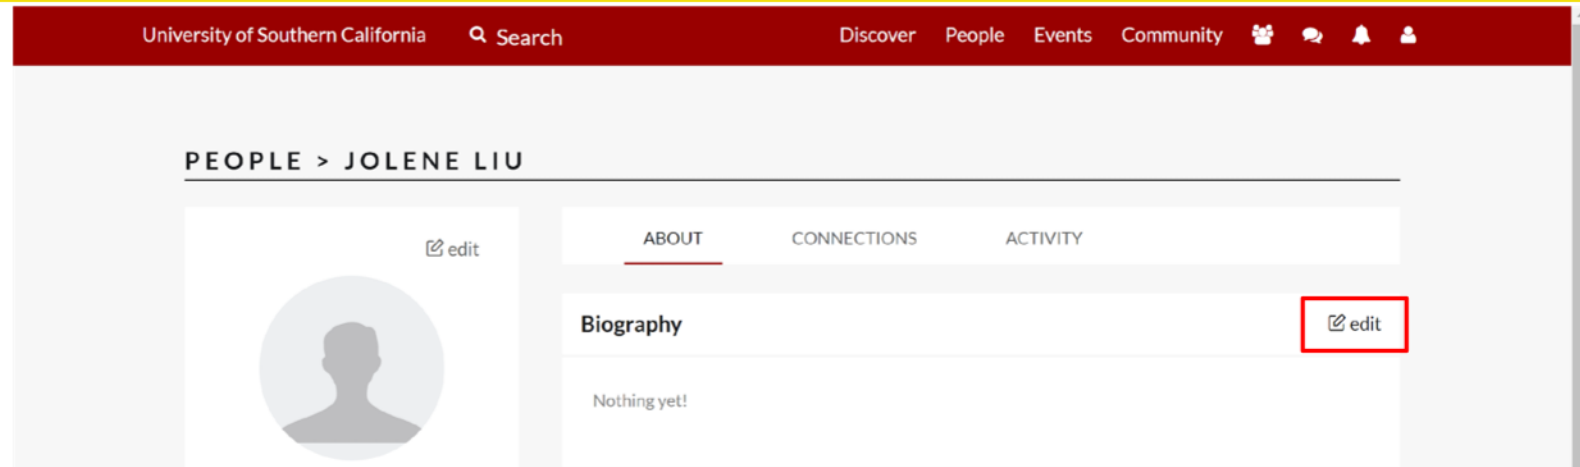 University of Southern California Search Discover People Events Community
PEOPLE > JOLENE LIU
edit
ABOUT CONNECTIONS ACTIVITY
Biography edit
Nothing yet!